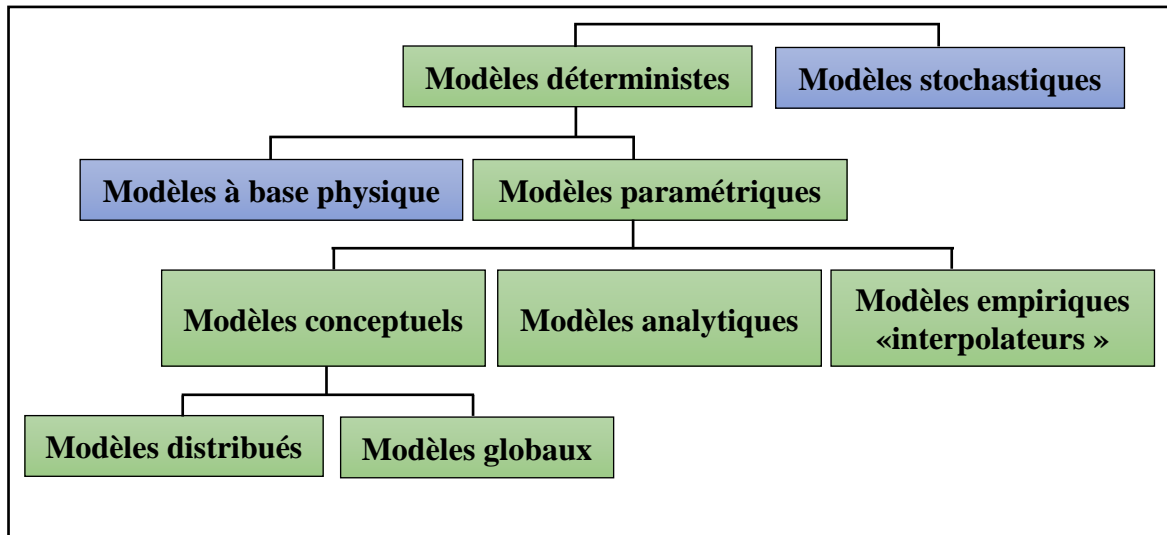 Modèles déterministes
Modèles stochastiques
Modèles à base physique
Modèles paramétriques
Modèles conceptuels
Modèles analytiques
Modèles empiriques
«interpolateurs »
Modèles distribués
Modèles globaux